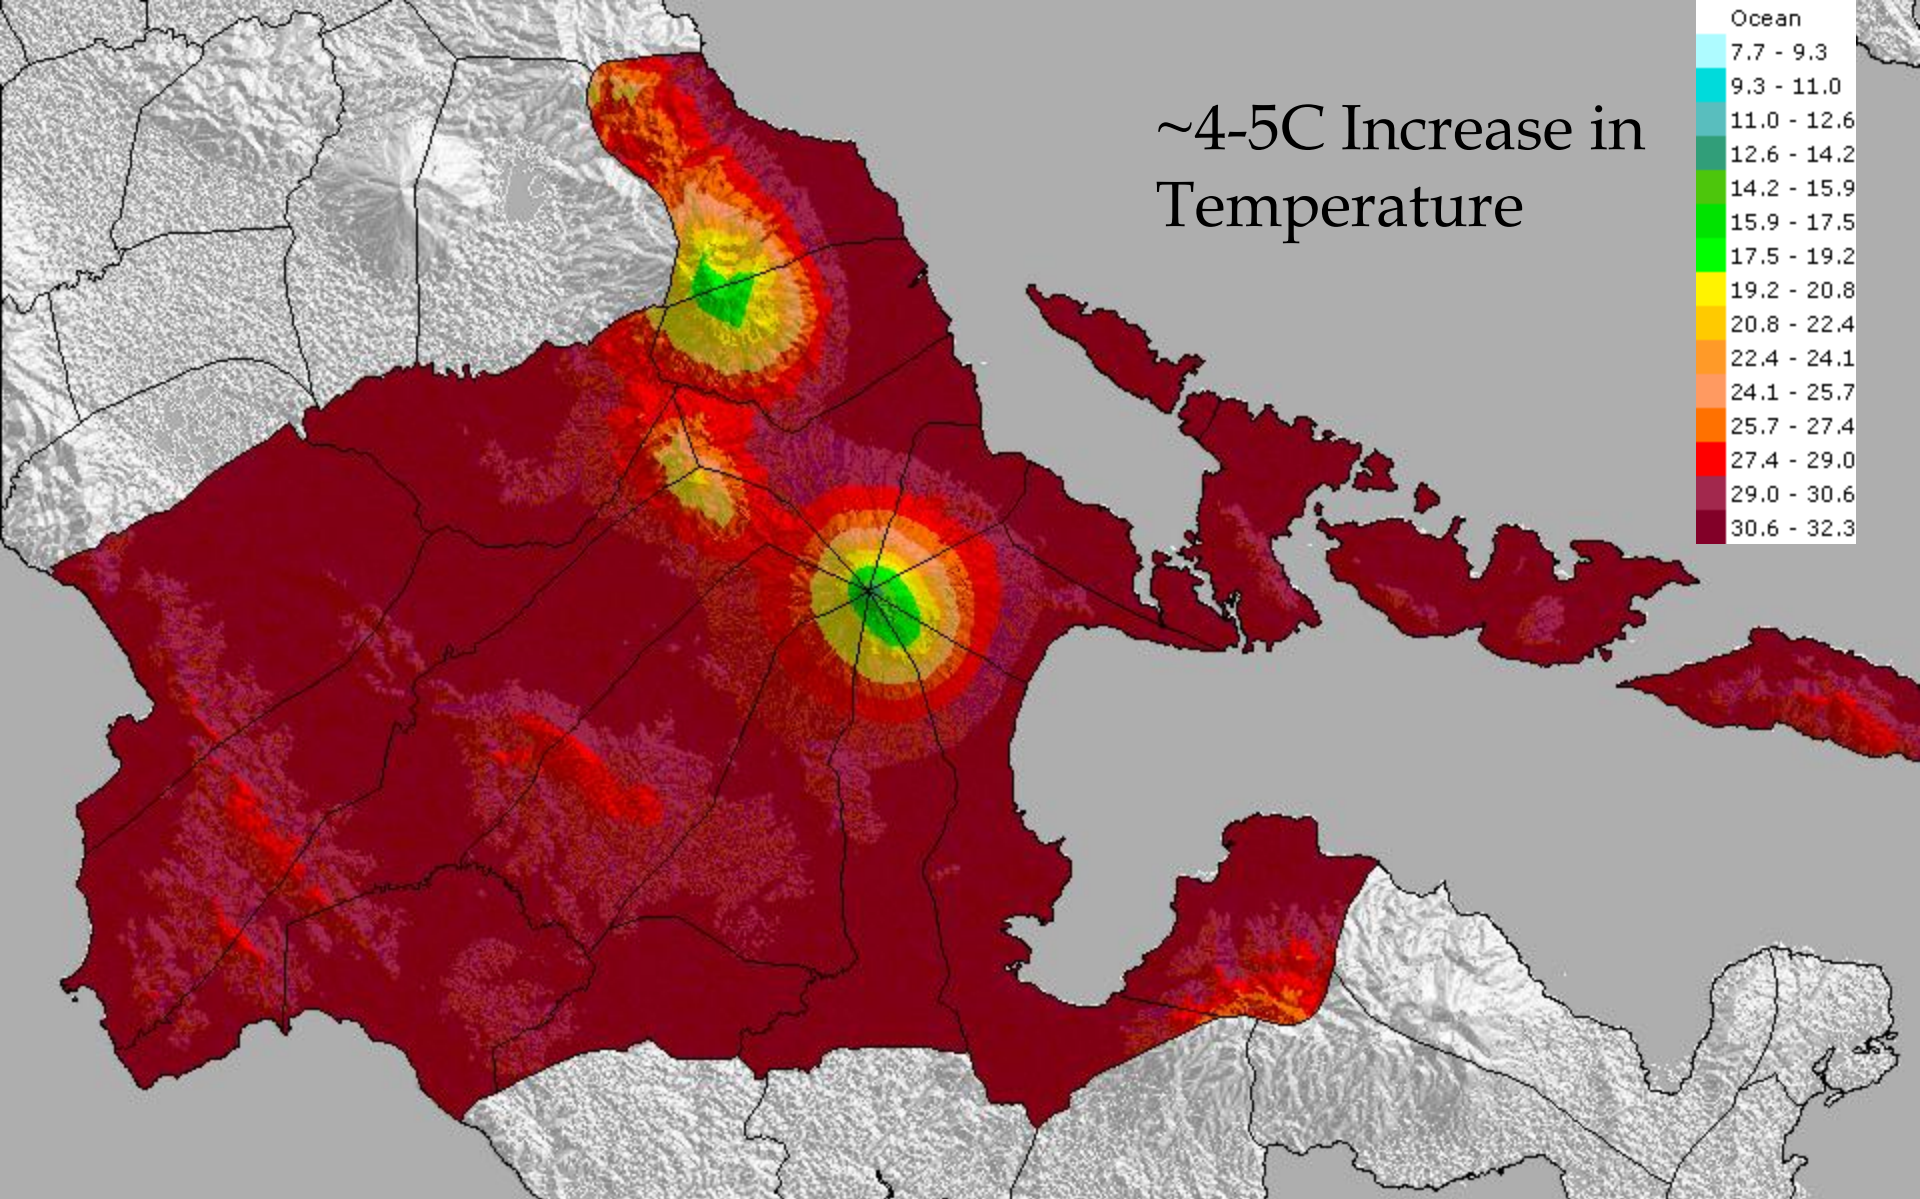 ~4-5C Increase in
Temperature
Ocean
7.7 - 9.3
9.3 - 11.0
11.0 - 12.6
12.6 - 14.2
14.2 - 15.9
15.9 - 17.5
17.5 - 19.2
19.2 - 20.8
20.8 - 22.4
22.4 - 24.1
24.1 - 25.7
25.7 - 27.4
27.4 - 29.0
29.0 - 30.6
30.6 - 32.3